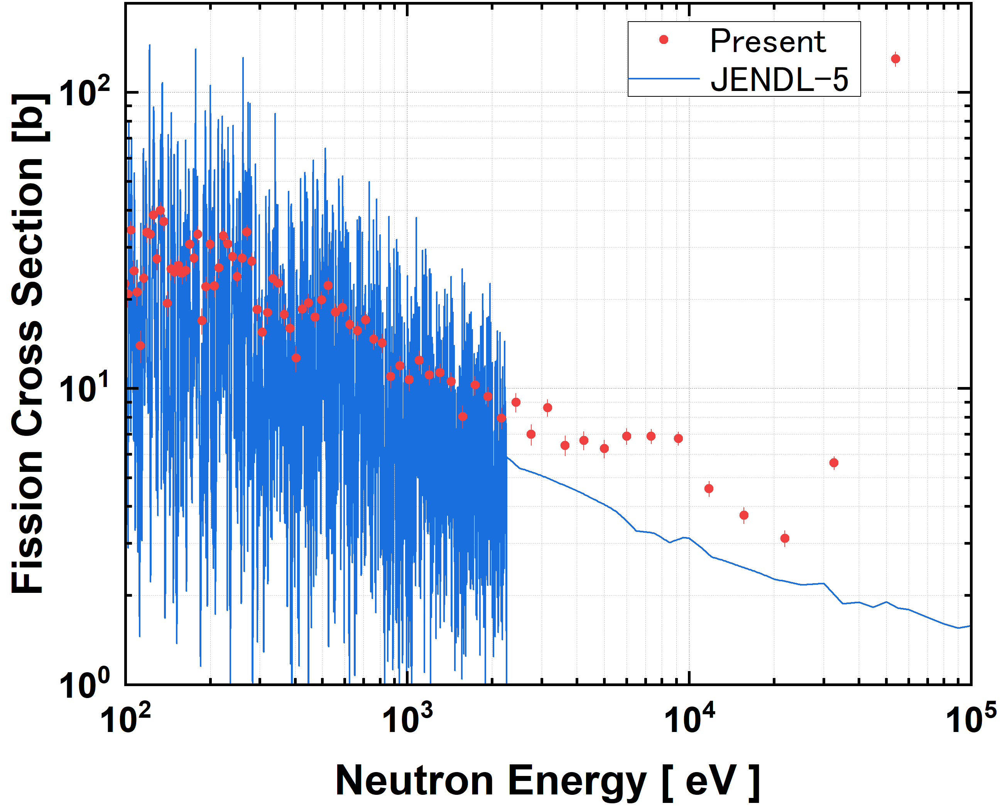 Present
JENDL-5
Fission Cross Section [b]
10²
10¹
10⁰
10² 10³ 10⁴ 10⁵
Neutron Energy [ eV ]